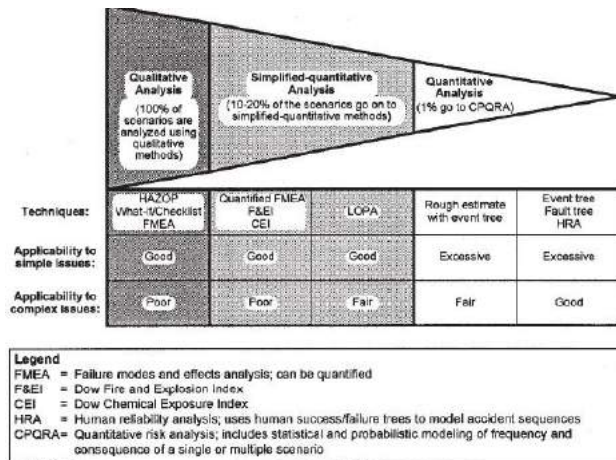 Qualitative
Analysis
(100% of
scenarios are
analyzed using
qualitative
methods)
Simplified-quantitative
Analysis
(10-20% of the scenarios go on to
simplified-quantitative methods)
Quantitative
Analysis
(1% go to CPQRA)
Techniques:
HAZOP
What-if/Checklist
FMEA
Quantified FMEA
F&EI
CEI
LOPA
Rough estimate
with event tree
Event tree
Fault tree
HRA
Applicability to
simple issues:
Good
Good
Good
Excessive
Excessive
Applicability to
complex issues:
Poor
Poor
Fair
Fair
Good
Legend
FMEA = Failure modes and effects analysis; can be quantified
F&EI = Dow Fire and Explosion Index
CEI = Dow Chemical Exposure Index
HRA = Human reliability analysis; uses human success/failure trees to model accident sequences
CPQRA= Quantitative risk analysis; includes statistical and probabilistic modeling of frequency and
consequence of a single or multiple scenario